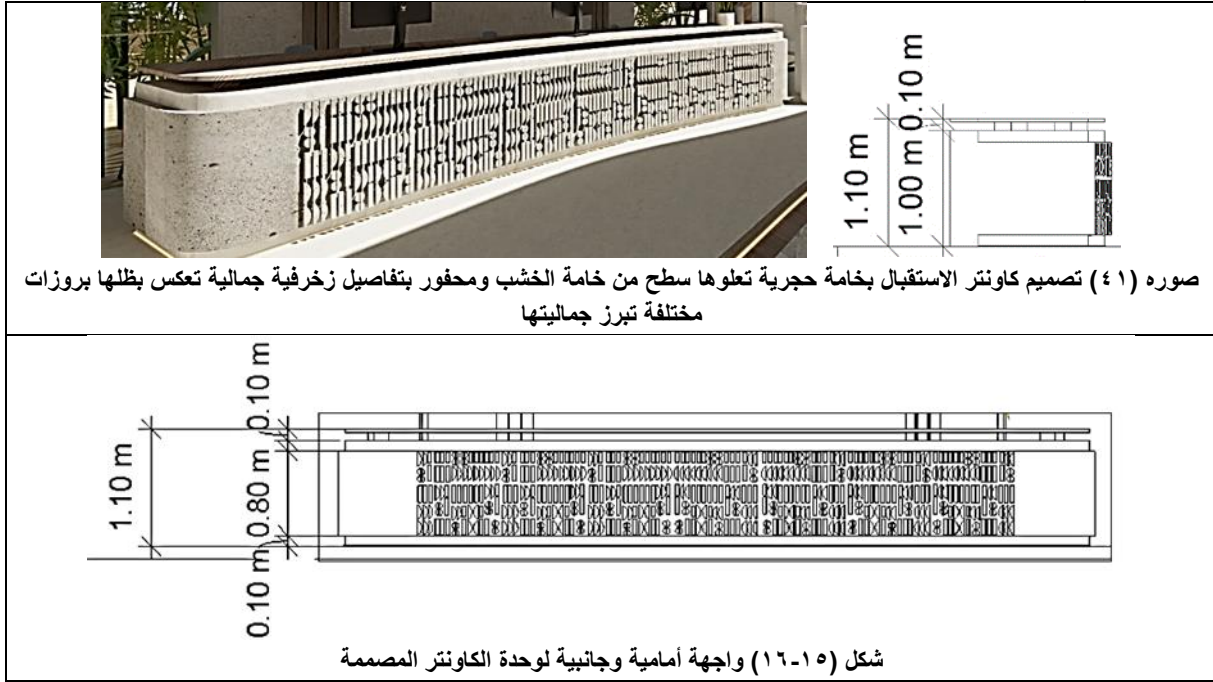 0.10 m
1.10 m
1.00 m
صوره (٤١) تصميم كاونتر الاستقبال بخامة حجرية تعلوها سطح من خامة الخشب ومحفور بتفاصيل زخرفية جمالية تعكس بظلها بروزات
مختلفة تبرز جماليتها
0.10 m
1.10 m
0.80 m
0.10 m
شكل (١٥-١٦) واجهة أمامية وجانبية لوحدة الكاونتر المصممة